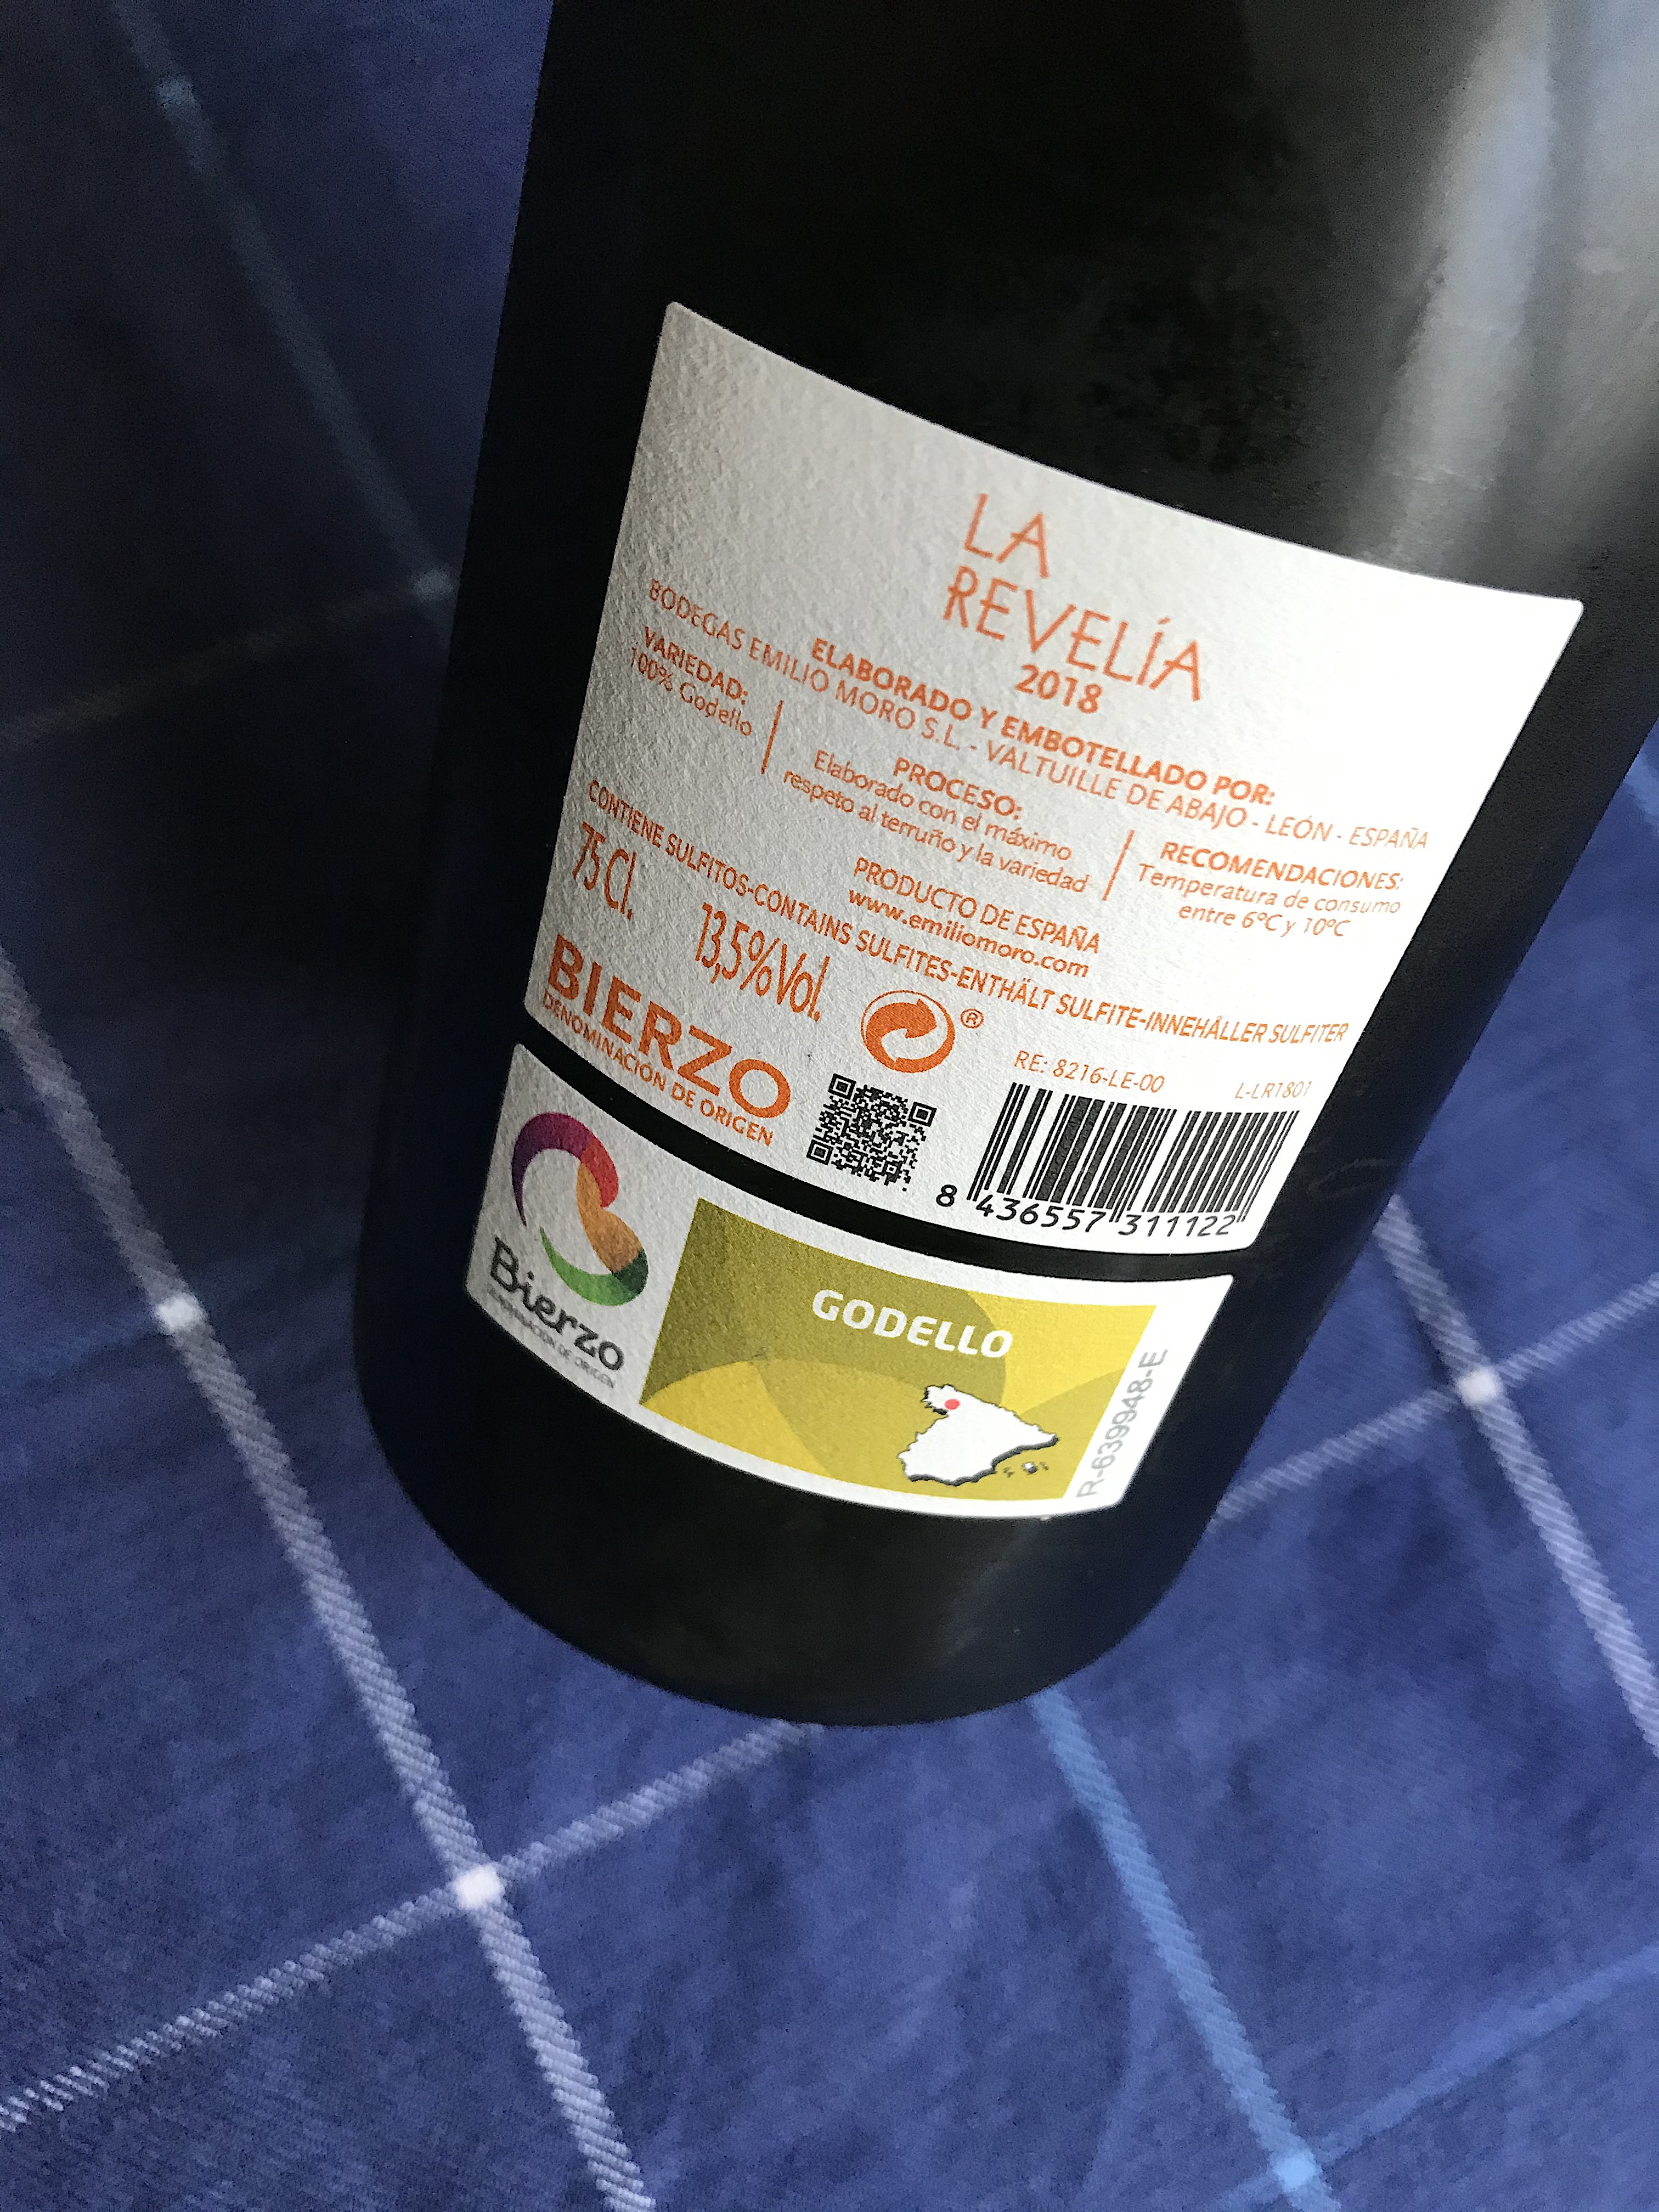 LA
REVELÍA
2018
ELABORADO Y EMBOTELLADO POR:
BODEGAS EMILIO MORO S.L. - VALTUILLE DE ABAJO - LEÓN - ESPAÑA
VARIEDAD:
100% Godello
PROCESO:
Elaborado con el máximo
respeto al terruño y la variedad
RECOMENDACIONES:
Temperatura de consumo
entre 6ºC y 10ºC
PRODUCTO DE ESPAÑA
www.emiliomoro.com
CONTIENE SULFITOS-CONTAINS SULFITES-ENTHÄLT SULFITE-INNEHÅLLER SULFITER
75 Cl.
13,5%Vol.
®
BIERZO
DENOMINACIÓN DE ORIGEN
RE: 8216-LE-00
L-LR1801
8 436557 311122
Bierzo
DENOMINACIÓN DE ORIGEN
GODELLO
R-639948-E